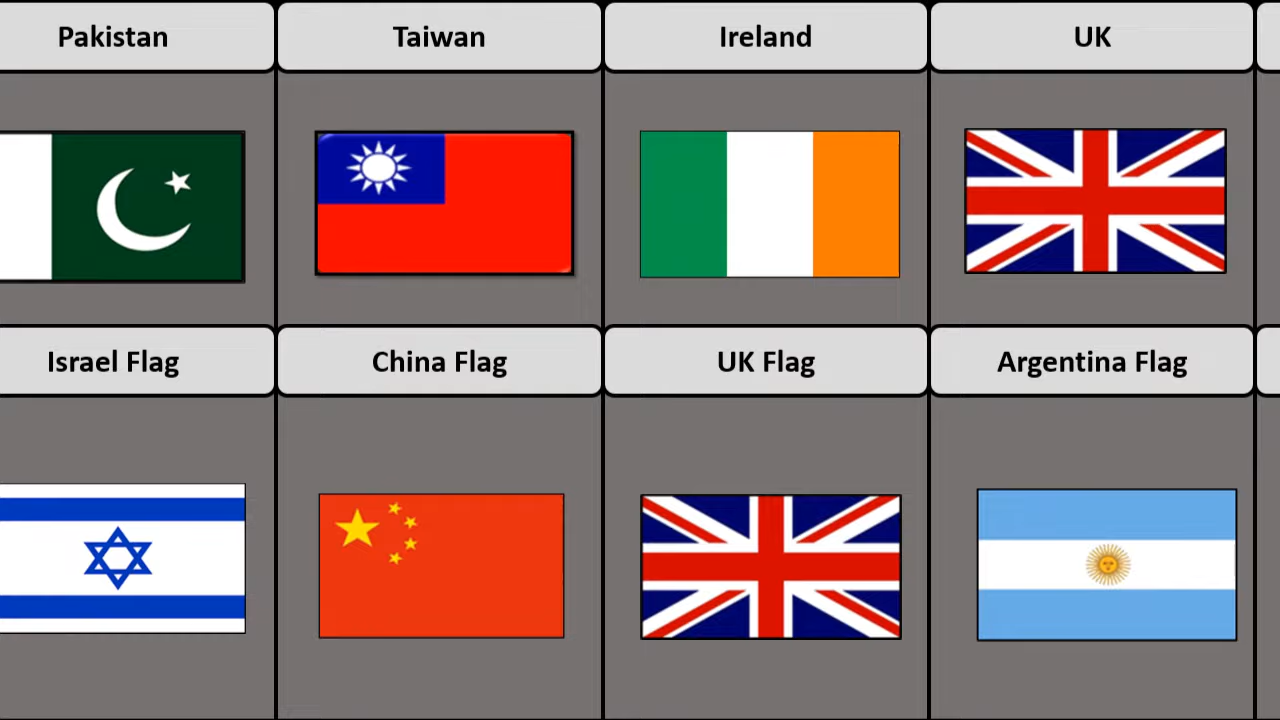 Pakistan
Taiwan
Ireland
UK
Israel Flag
China Flag
UK Flag
Argentina Flag